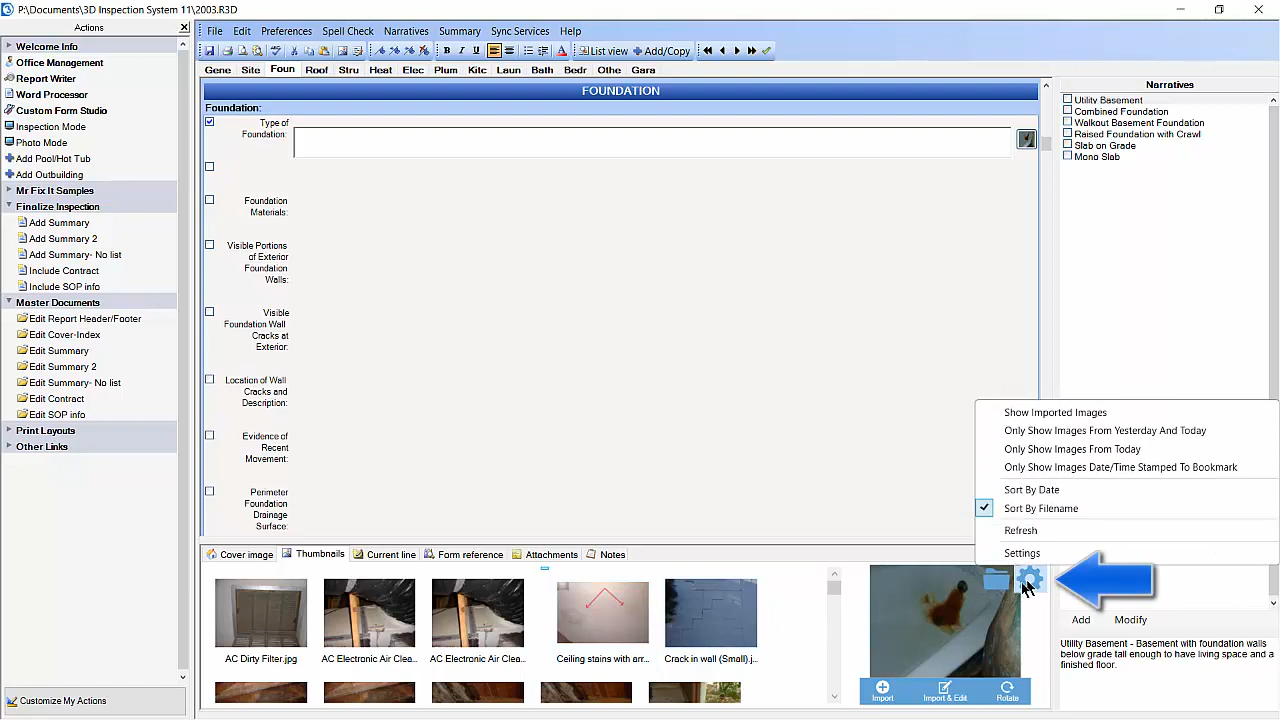 P:\Documents\3D Inspection System 11\2003.R3D
Actions
Welcome Info
Office Management
Report Writer
Word Processor
Custom Form Studio
Inspection Mode
Photo Mode
Add Pool/Hot Tub
Add Outbuilding
Mr Fix It Samples
Finalize Inspection
Add Summary
Add Summary 2
Add Summary- No list
Include Contract
Include SOP info
Master Documents
Edit Report Header/Footer
Edit Cover-Index
Edit Summary
Edit Summary 2
Edit Summary- No list
Edit Contract
Edit SOP info
Print Layouts
Other Links
Customize My Actions
File Edit Preferences Spell Check Narratives Summary Sync Services Help
B I U A List view Add/Copy
Gene Site Foun Roof Stru Heat Elec Plum Kitc Laun Bath Bedr Othe Gara
FOUNDATION
Foundation:
Type of
Foundation:
Foundation
Materials:
Visible Portions
of Exterior
Foundation
Walls:
Visible
Foundation Wall
Cracks at
Exterior:
Location of Wall
Cracks and
Description:
Evidence of
Recent
Movement:
Perimeter
Foundation
Drainage
Surface:
Narratives
Utility Basement
Combined Foundation
Walkout Basement Foundation
Raised Foundation with Crawl
Slab on Grade
Mono Slab
Show Imported Images
Only Show Images From Yesterday And Today
Only Show Images From Today
Only Show Images Date/Time Stamped To Bookmark
Sort By Date
Sort By Filename
Refresh
Settings
Cover image Thumbnails Current line Form reference Attachments Notes
AC Dirty Filter.jpg AC Electronic Air Clea... AC Electronic Air Clea... Ceiling stains with arr... Crack in wall (Small).j...
Import Import & Edit Rotate
Add Modify
Utility Basement - Basement with foundation walls
below grade tall enough to have living space and a
finished floor.